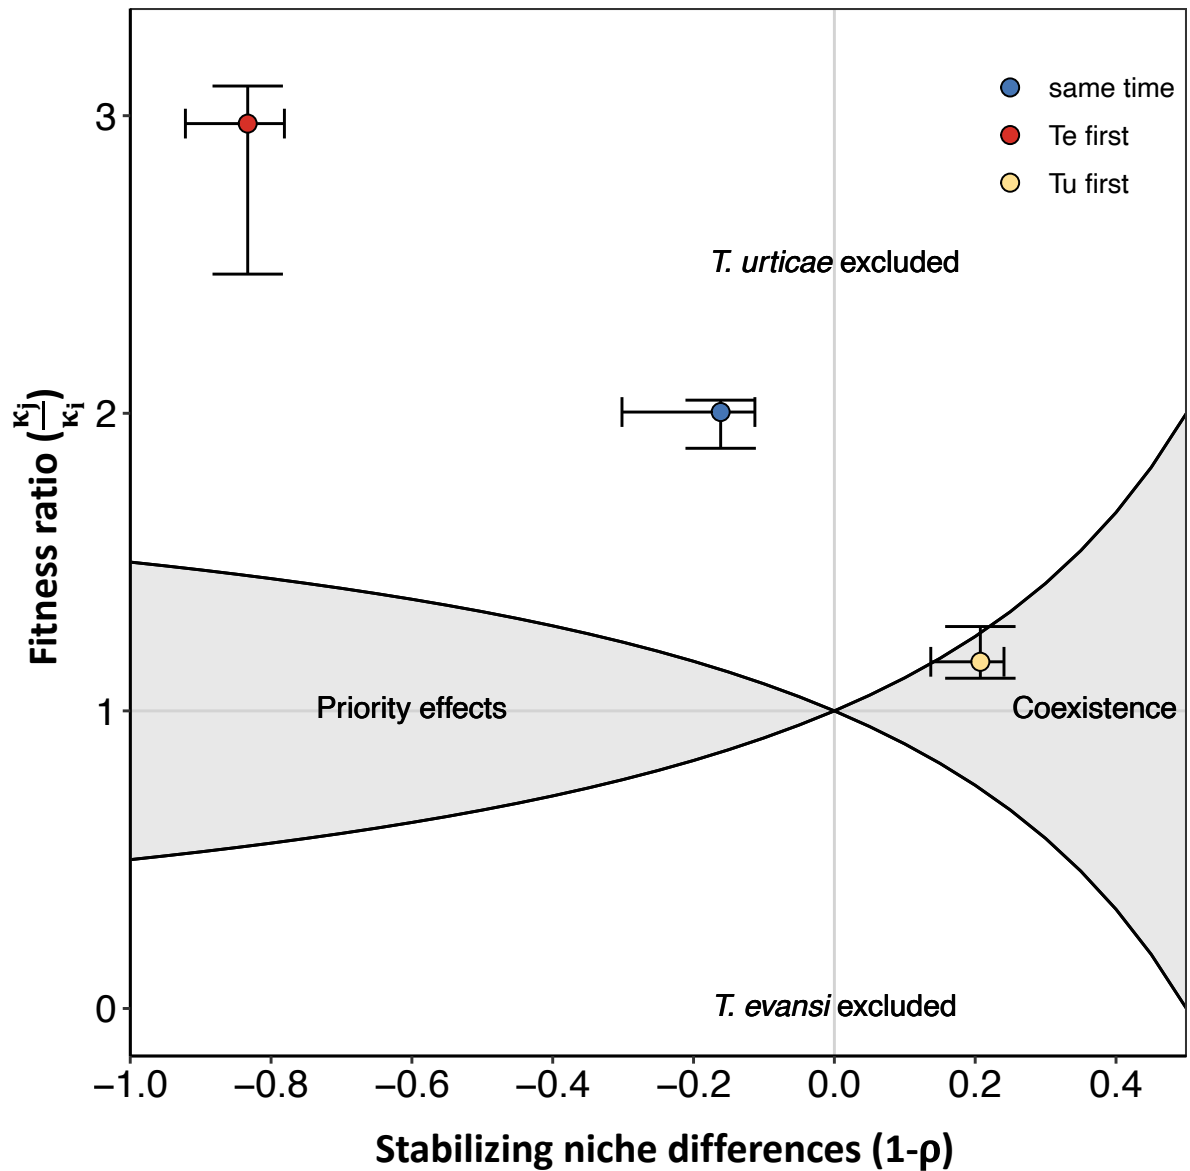 same time
Te first
Tu first
T. urticae excluded
Priority effects
Coexistence
T. evansi excluded
Fitness ratio (κj/κi)
3
2
1
0
−1.0 −0.8 −0.6 −0.4 −0.2 0.0 0.2 0.4
Stabilizing niche differences (1-ρ)